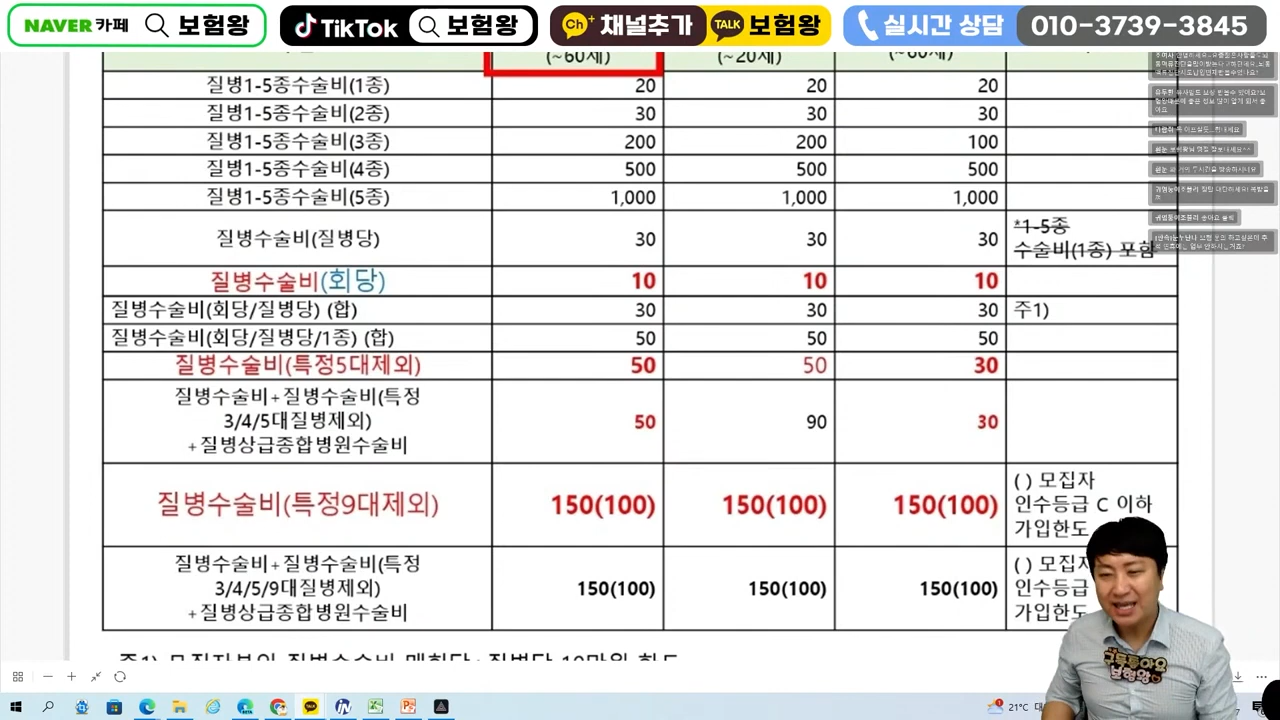 NAVER 카페 보험왕
TikTok 보험왕
Ch+ 채널추가 TALK 보험왕
실시간 상담 010-3739-3845
(~60세) (~20세)
질병1-5종수술비(1종) 20 20 20
질병1-5종수술비(2종) 30 30 30
질병1-5종수술비(3종) 200 200 100
질병1-5종수술비(4종) 500 500 500
질병1-5종수술비(5종) 1,000 1,000 1,000
질병수술비(질병당) 30 30 30
*1-5종
수술비(1종) 포함
질병수술비(회당) 10 10 10
질병수술비(회당/질병당) (합) 30 30 30 주1)
질병수술비(회당/질병당/1종) (합) 50 50 50
질병수술비(특정5대제외) 50 50 30
질병수술비+질병수술비(특정
3/4/5대질병제외)
+질병상급종합병원수술비
50 90 30
질병수술비(특정9대제외) 150(100) 150(100) 150(100)
( ) 모집자
인수등급 C 이하
가입한도
질병수술비+질병수술비(특정
3/4/5/9대질병제외)
+질병상급종합병원수술비
150(100) 150(100) 150(100)
( ) 모집자
인수등급
가입한도
구독좋아요
보험왕
21°C